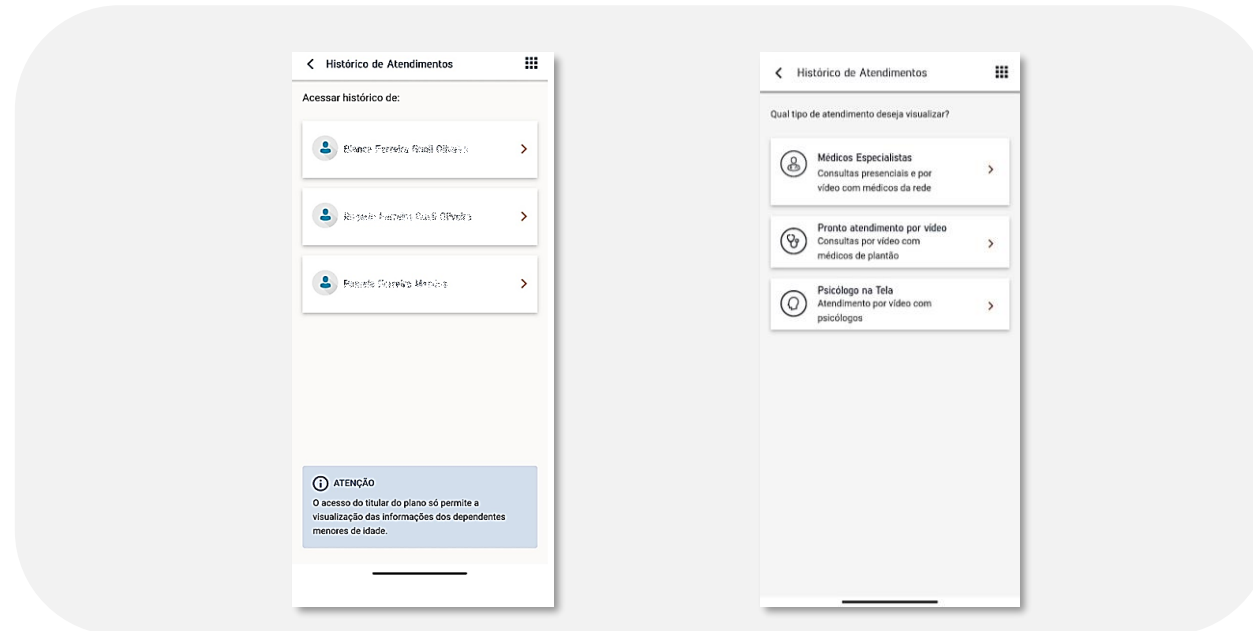 Histórico de Atendimentos
Acessar histórico de:
ATENÇÃO
O acesso do titular do plano só permite a
visualização das informações dos dependentes
menores de idade.
Histórico de Atendimentos
Qual tipo de atendimento deseja visualizar?
Médicos Especialistas
Consultas presenciais e por
vídeo com médicos da rede
Pronto atendimento por vídeo
Consultas por vídeo com
médicos de plantão
Psicólogo na Tela
Atendimento por vídeo com
psicólogos